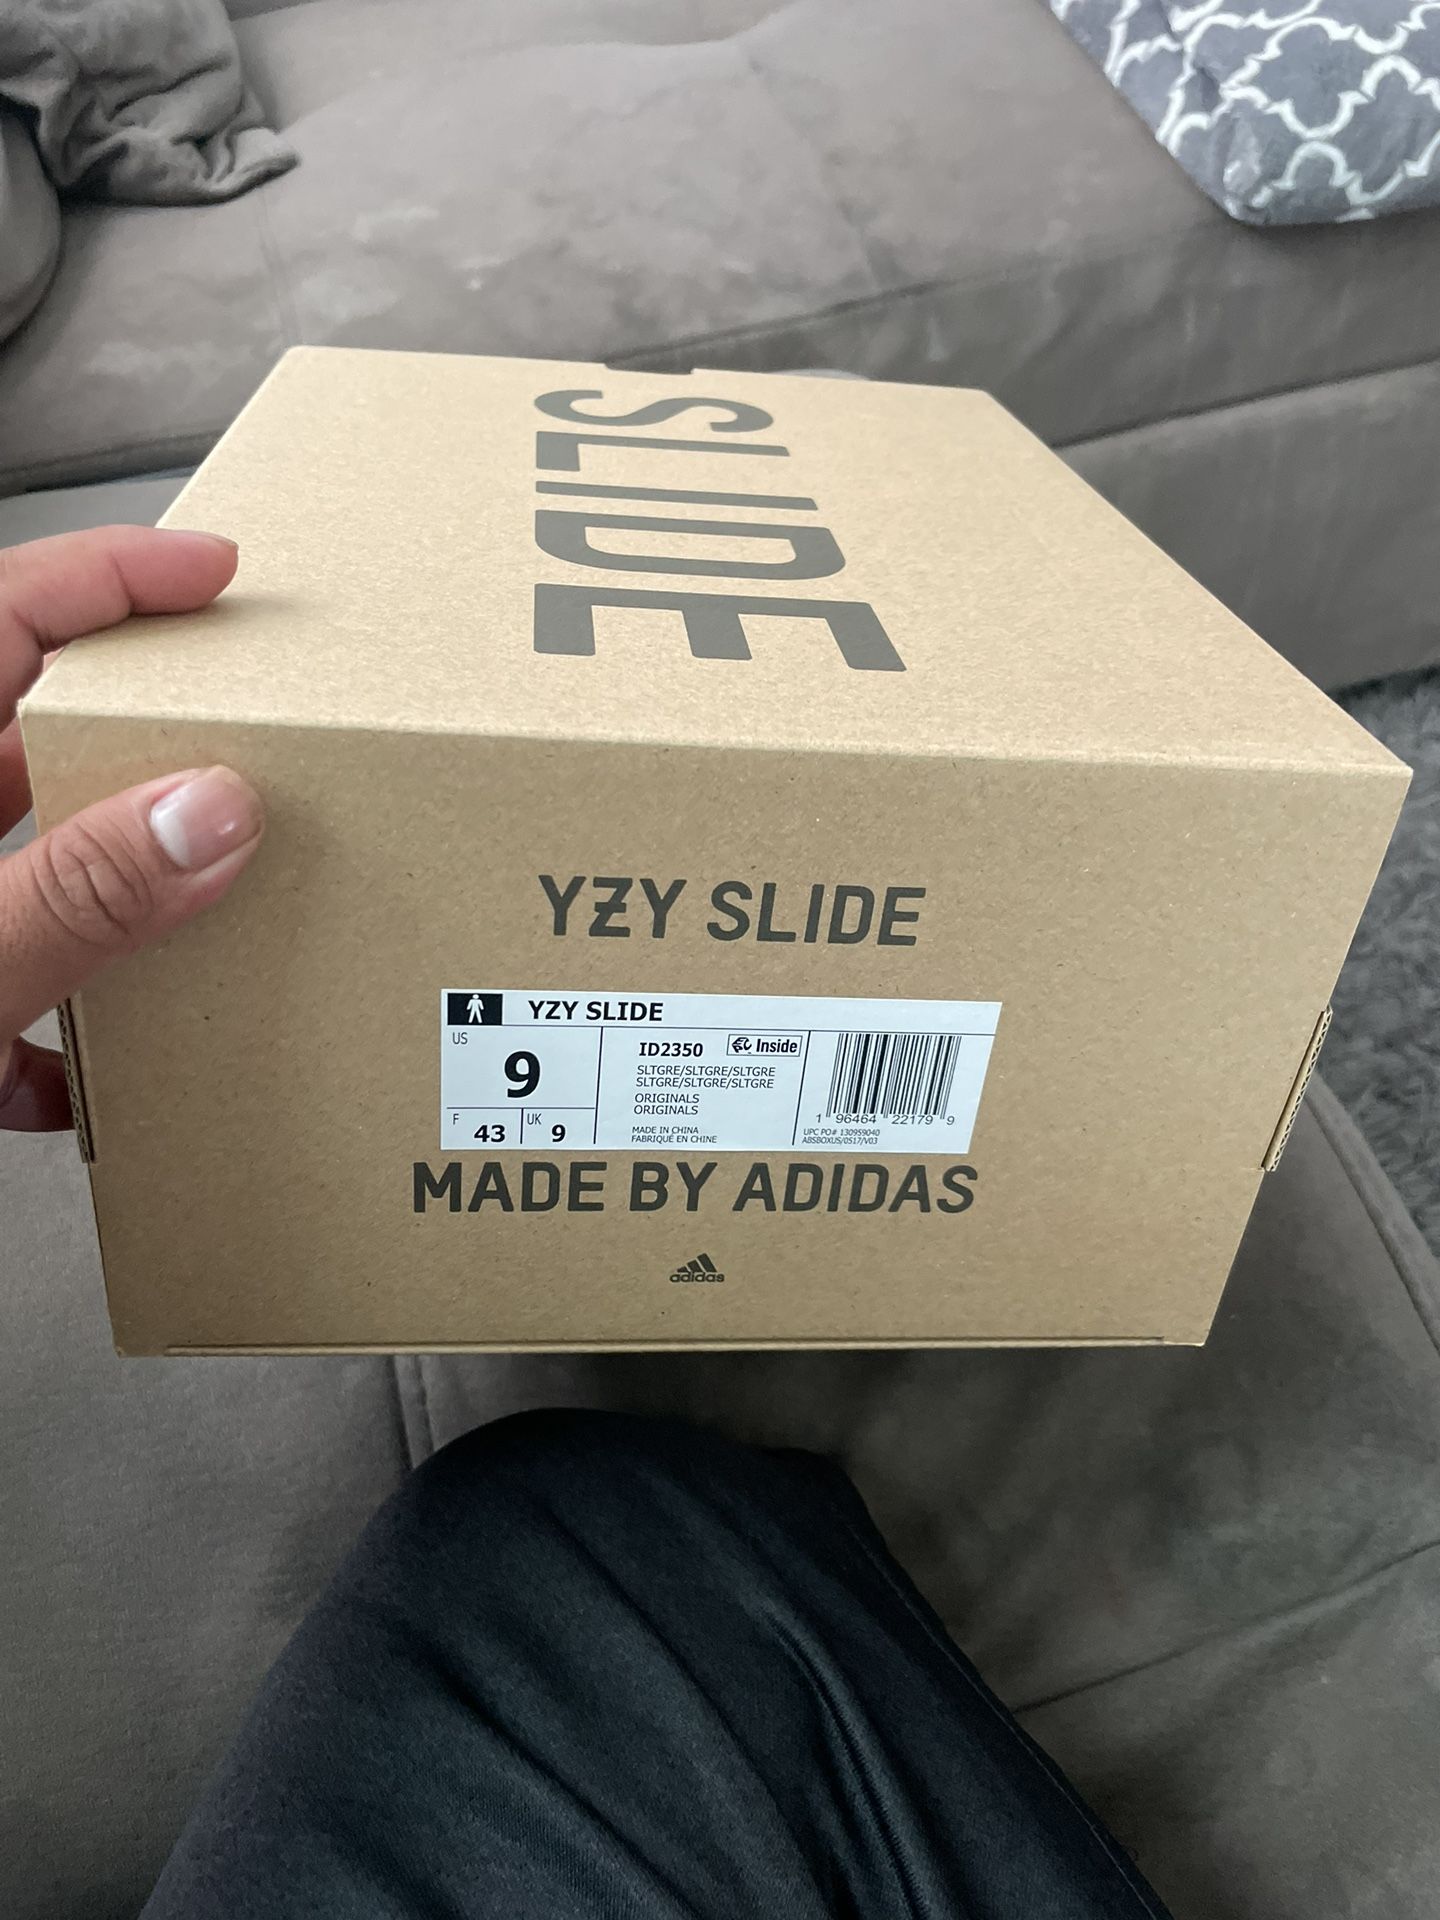 SLIDE
YZY SLIDE
YZY SLIDE
US
9
F 43
UK 9
ID2350
Inside
SLTGRE/SLTGRE/SLTGRE
SLTGRE/SLTGRE/SLTGRE
ORIGINALS
ORIGINALS
MADE IN CHINA
FABRIQUÉ EN CHINE
1 96464 22179 9
UPC PO# 130959040
ABSBOXUS/0517/V03
MADE BY ADIDAS
adidas